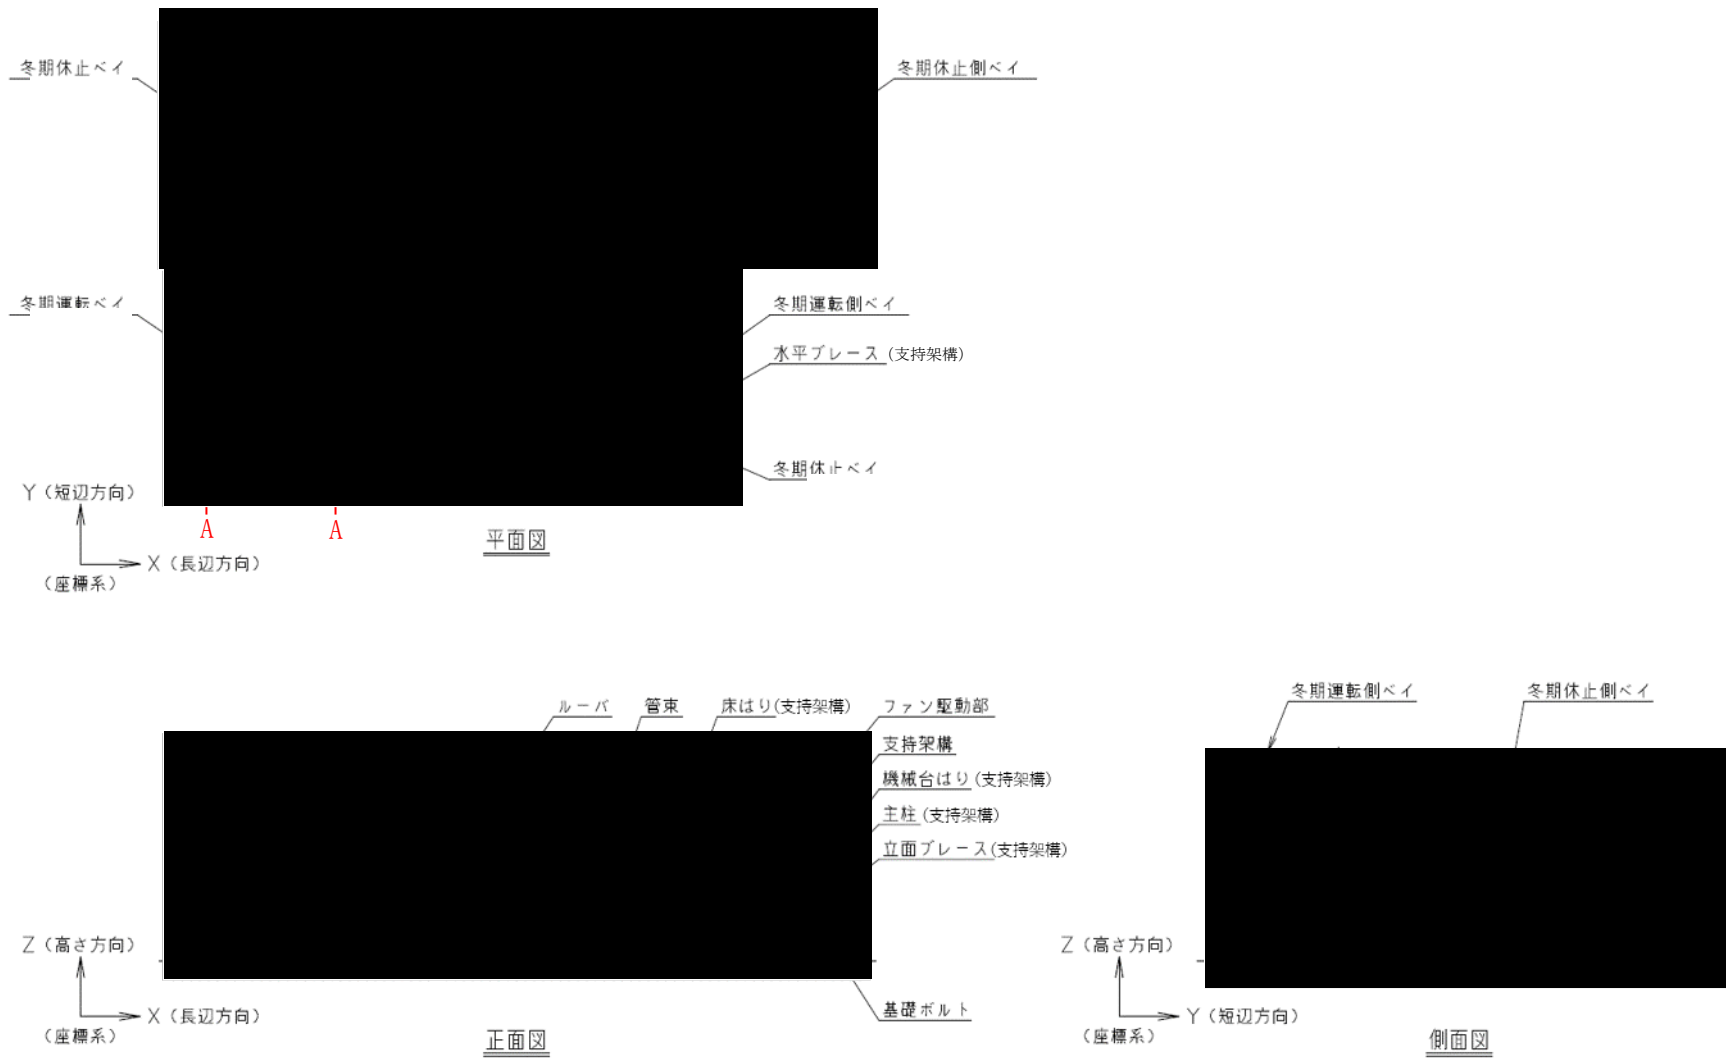 冬期休止ベイ
冬期休止側ベイ
冬期運転ベイ
冬期運転側ベイ
水平ブレース (支持架構)
冬期休止ベイ
Y (短辺方向)
X (長辺方向)
(座標系)
A
A
平面図
ルーバ
管束
床はり(支持架構)
ファン駆動部
支持架構
機械台はり(支持架構)
主柱(支持架構)
立面ブレース(支持架構)
基礎ボルト
Z (高さ方向)
X (長辺方向)
(座標系)
正面図
冬期運転側ベイ
冬期休止側ベイ
Z (高さ方向)
Y (短辺方向)
(座標系)
側面図